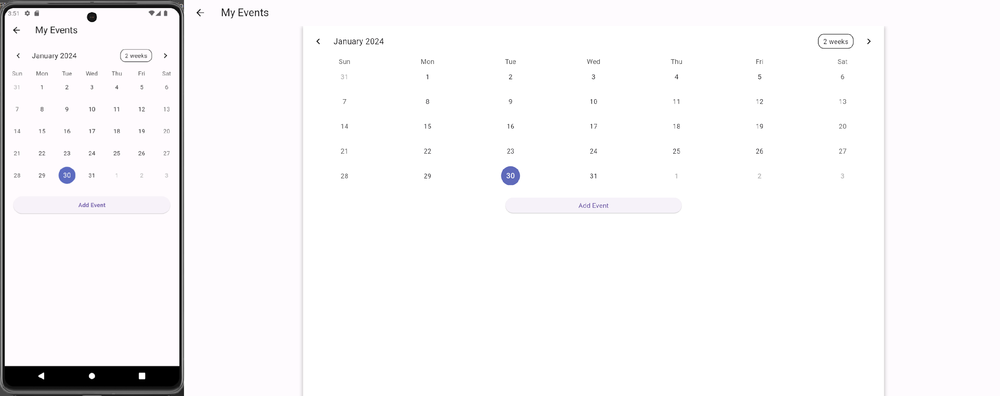 3:51
My Events
January 2024 2 weeks
Sun Mon Tue Wed Thu Fri Sat
31 1 2 3 4 5 6
7 8 9 10 11 12 13
14 15 16 17 18 19 20
21 22 23 24 25 26 27
28 29 30 31 1 2 3
Add Event
My Events
January 2024 2 weeks
Sun Mon Tue Wed Thu Fri Sat
31 1 2 3 4 5 6
7 8 9 10 11 12 13
14 15 16 17 18 19 20
21 22 23 24 25 26 27
28 29 30 31 1 2 3
Add Event